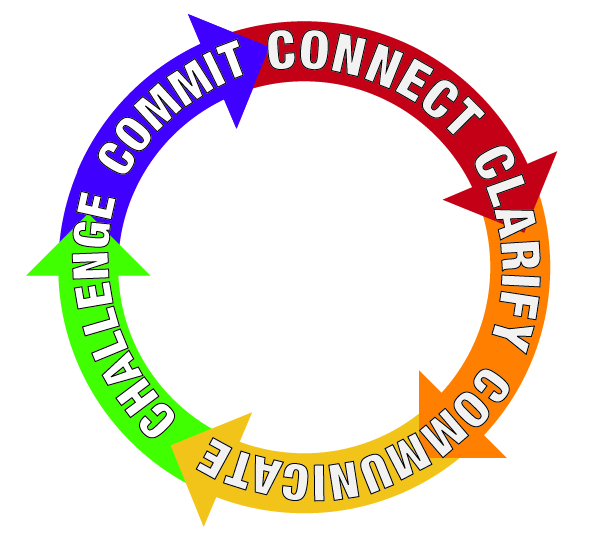 CONNECT
CLARIFY
COMMUNICATE
CHALLENGE
COMMIT